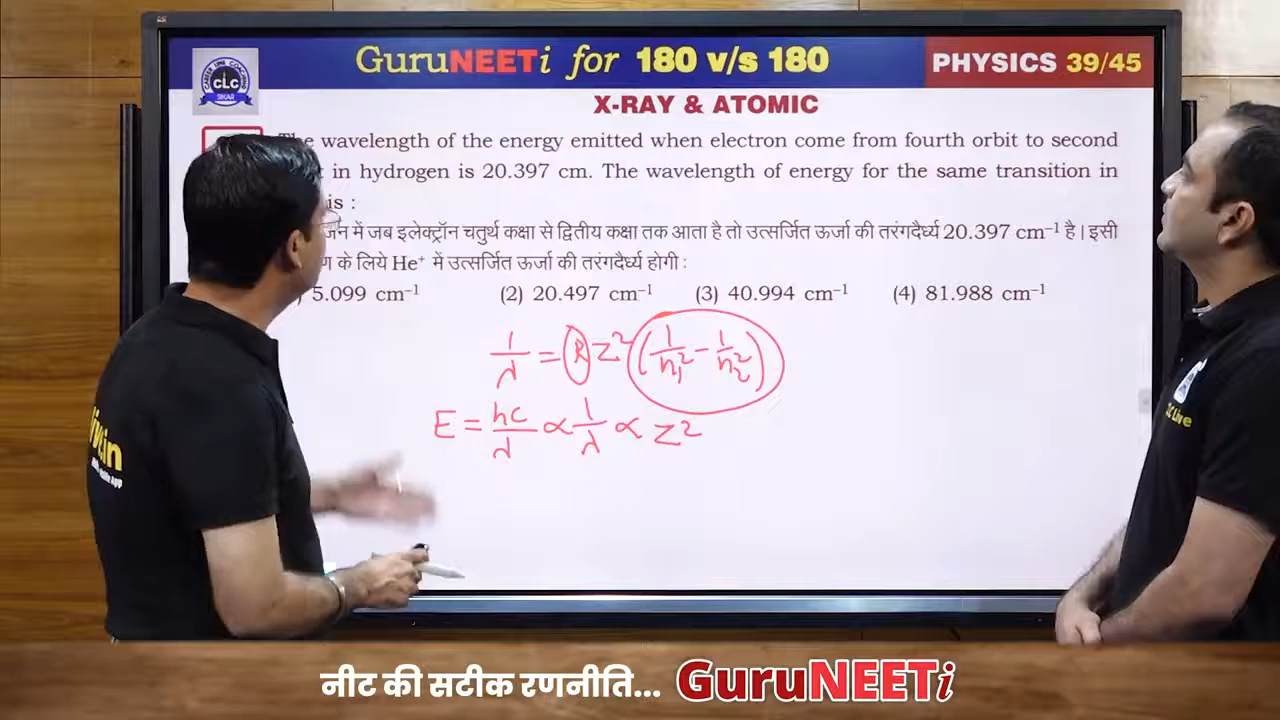 GuruNEETi for 180 v/s 180
PHYSICS 39/45
CAREER LINE COACHING
CLC
SIKAR
X-RAY & ATOMIC
wavelength of the energy emitted when electron come from fourth orbit to second
in hydrogen is 20.397 cm. The wavelength of energy for the same transition in
is :
में जब इलेक्ट्रॉन चतुर्थ कक्षा से द्वितीय कक्षा तक आता है तो उत्सर्जित ऊर्जा की तरंगदैर्ध्य 20.397 cm⁻¹ है। इसी
के लिये He⁺ में उत्सर्जित ऊर्जा की तरंगदैर्ध्य होगी :
5.099 cm⁻¹ (2) 20.497 cm⁻¹ (3) 40.994 cm⁻¹ (4) 81.988 cm⁻¹
1/λ = R Z² (1/n₁² - 1/n₂²)
E = hc/λ ∝ 1/λ ∝ Z²
नीट की सटीक रणनीति... GuruNEETi